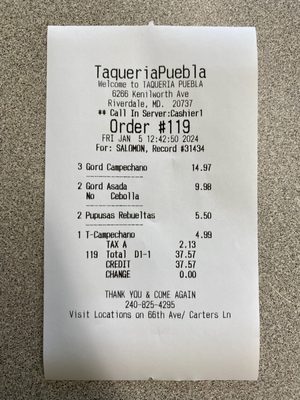 TaqueriaPuebla
Welcome to TAQUERIA PUEBLA
6266 Kenilworth Ave
Riverdale, MD. 20737
** Call In Server:Cashier1
Order #119
FRI JAN 5 12:42:50 2024
For: SALOMON, Record #31434
3 Gord Campechano 14.97
--------------
2 Gord Asada 9.98
No Cebolla
--------------
2 Pupusas Rebueltas 5.50
--------------
1 T-Campechano 4.99
TAX A 2.13
119 Total D1-1 37.57
CREDIT 37.57
CHANGE 0.00
THANK YOU & COME AGAIN
240-825-4295
Visit Locations on 66th Ave/ Carters Ln